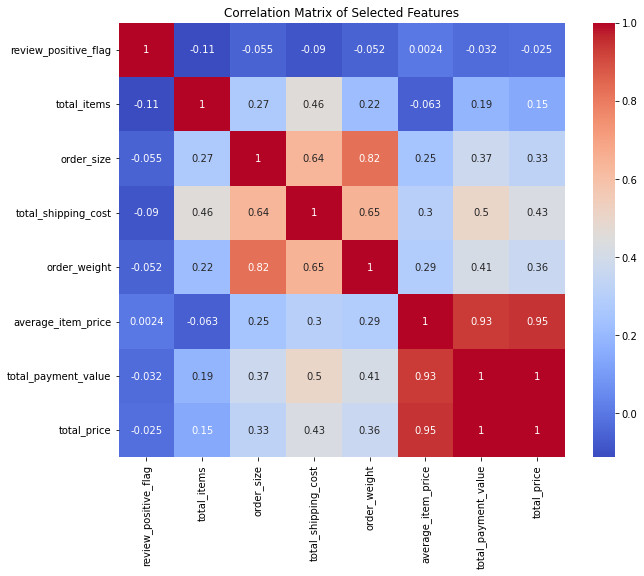 Correlation Matrix of Selected Features
review_positive_flag 1 -0.11 -0.055 -0.09 -0.052 0.0024 -0.032 -0.025
total_items -0.11 1 0.27 0.46 0.22 -0.063 0.19 0.15
order_size -0.055 0.27 1 0.64 0.82 0.25 0.37 0.33
total_shipping_cost -0.09 0.46 0.64 1 0.65 0.3 0.5 0.43
order_weight -0.052 0.22 0.82 0.65 1 0.29 0.41 0.36
average_item_price 0.0024 -0.063 0.25 0.3 0.29 1 0.93 0.95
total_payment_value -0.032 0.19 0.37 0.5 0.41 0.93 1 1
total_price -0.025 0.15 0.33 0.43 0.36 0.95 1 1
review_positive_flag
total_items
order_size
total_shipping_cost
order_weight
average_item_price
total_payment_value
total_price
1.0
0.8
0.6
0.4
0.2
0.0